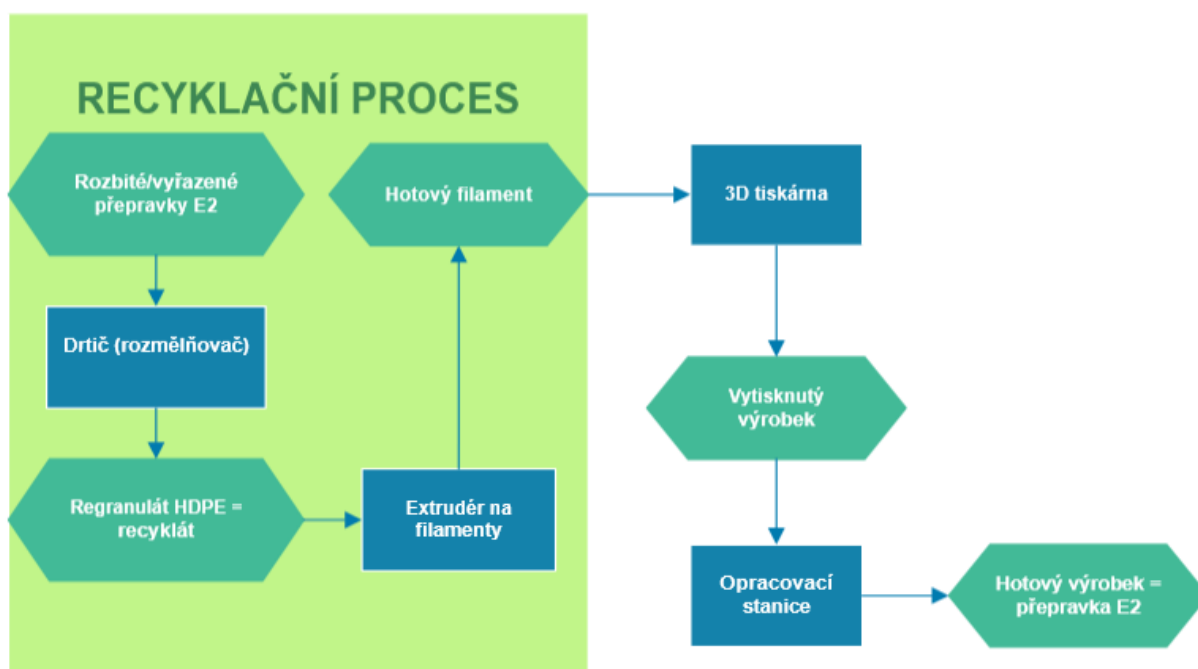 RECYKLAČNÍ PROCES
Rozbité/vyřazené
přepravky E2
Drtič (rozmělňovač)
Regranulát HDPE =
recyklát
Extrudér na
filamenty
Hotový filament
3D tiskárna
Vytisknutý
výrobek
Opracovací
stanice
Hotový výrobek =
přepravka E2